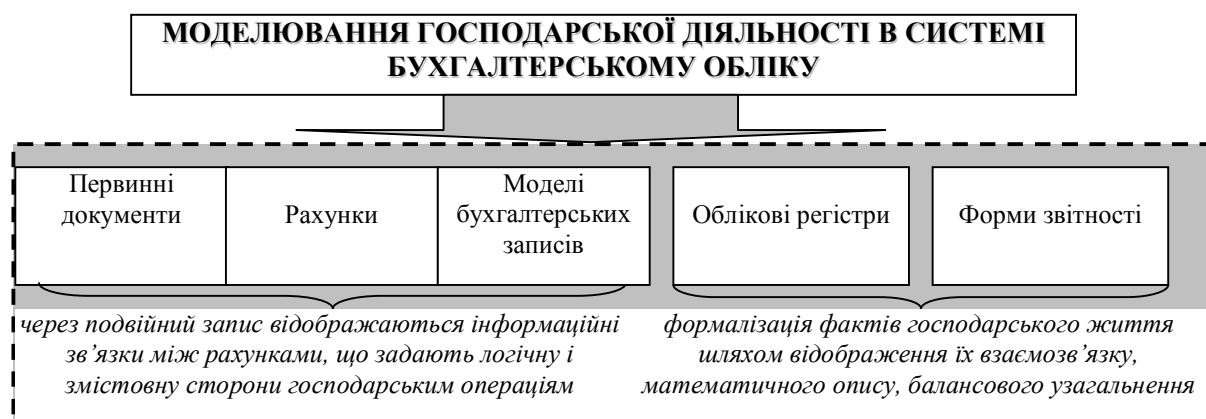 МОДЕЛЮВАННЯ ГОСПОДАРСЬКОЇ ДІЯЛЬНОСТІ В СИСТЕМІ
БУХГАЛТЕРСЬКОМУ ОБЛІКУ
Первинні
документи
Рахунки
Моделі
бухгалтерських
записів
Облікові регістри
Форми звітності
через подвійний запис відображаються інформаційні
зв’язки між рахунками, що задають логічну і
змістовну сторони господарським операціям
формалізація фактів господарського життя
шляхом відображення їх взаємозв’язку,
математичного опису, балансового узагальнення